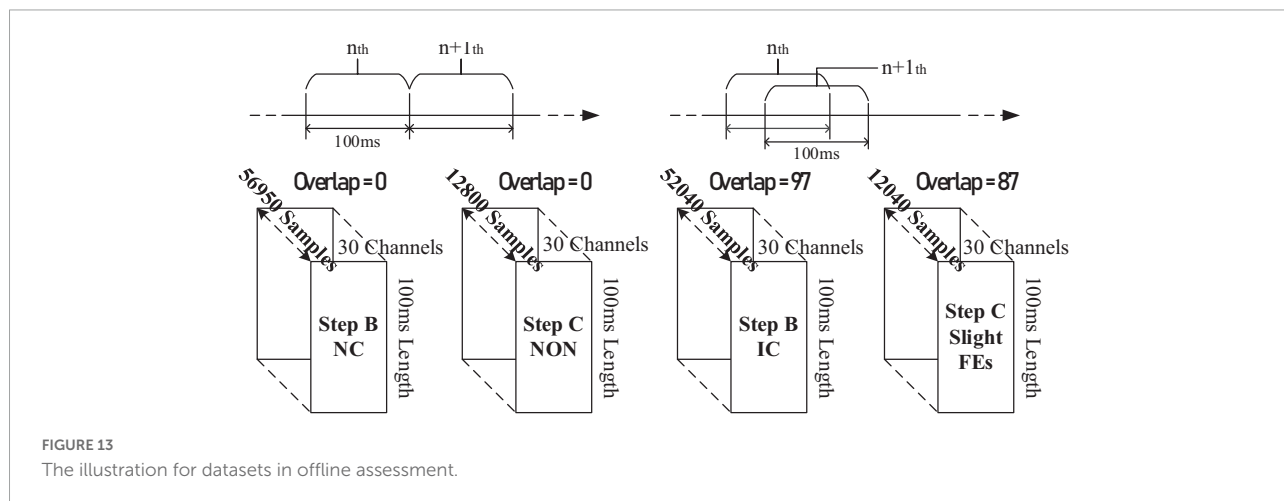 nth
n+1th
100ms
nth
n+1th
100ms
Overlap=0
56950 Samples
30 Channels
100ms Length
Step B
NC
Overlap=0
12800 Samples
30 Channels
100ms Length
Step C
NON
Overlap=97
52040 Samples
30 Channels
100ms Length
Step B
IC
Overlap=87
12040 Samples
30 Channels
100ms Length
Step C
Slight
FEs
FIGURE 13
The illustration for datasets in offline assessment.